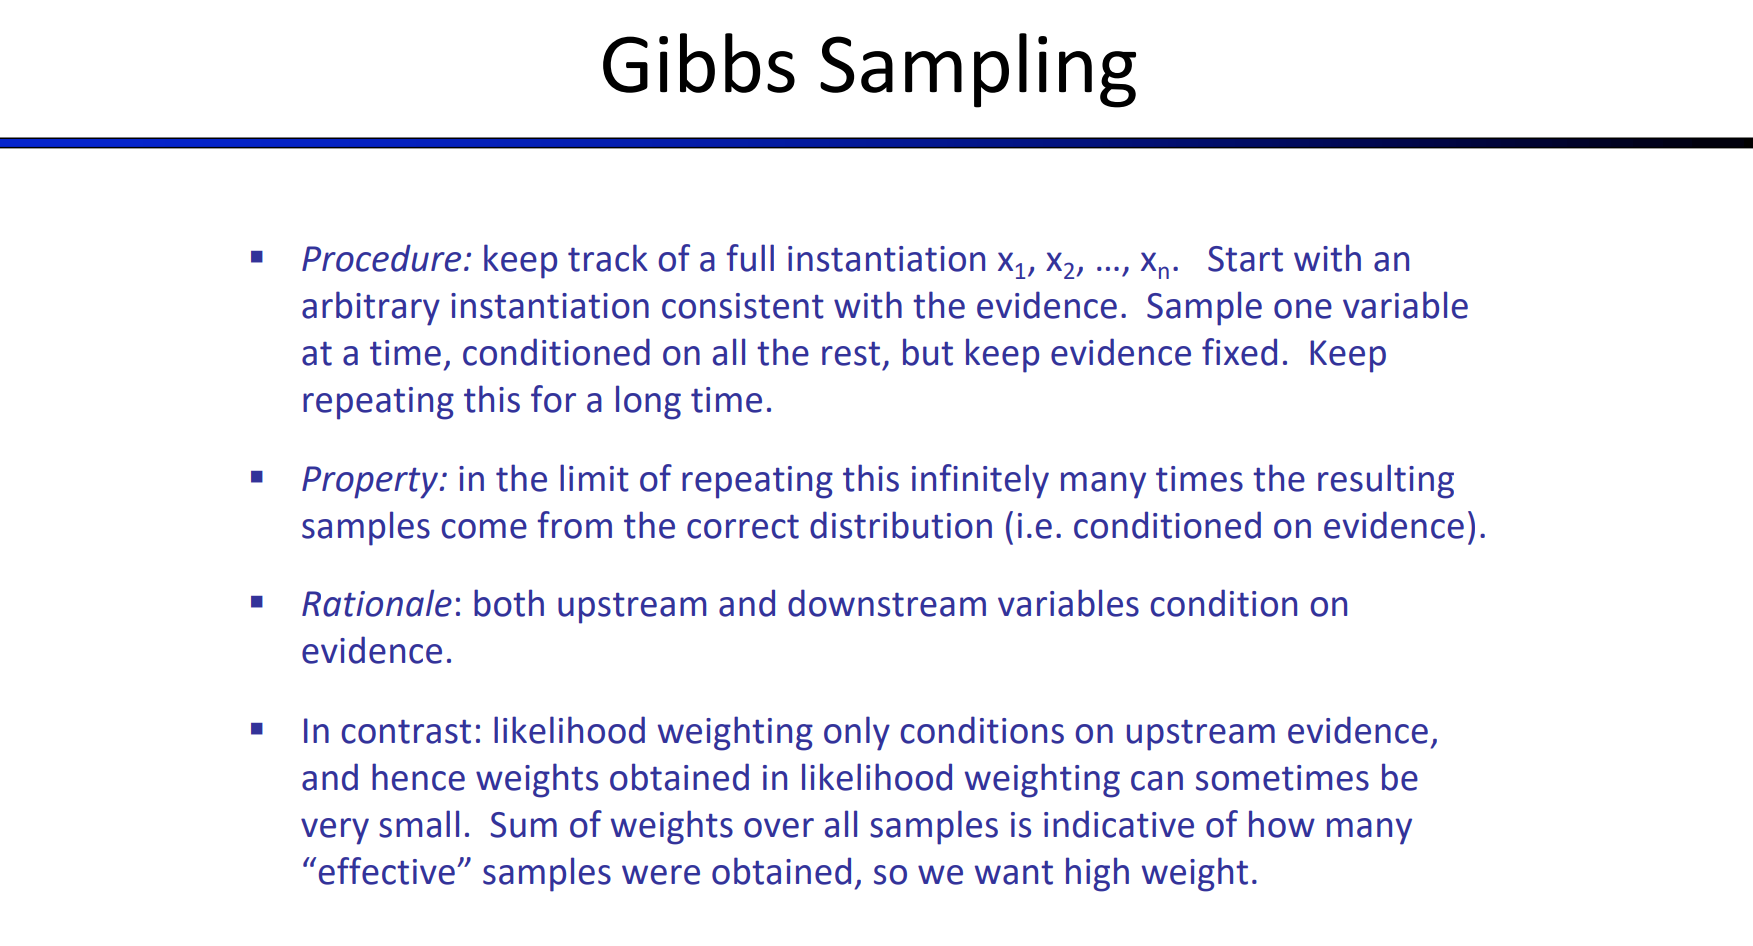 Gibbs Sampling
▪ Procedure: keep track of a full instantiation x₁, x₂, …, xₙ. Start with an
arbitrary instantiation consistent with the evidence. Sample one variable
at a time, conditioned on all the rest, but keep evidence fixed. Keep
repeating this for a long time.
▪ Property: in the limit of repeating this infinitely many times the resulting
samples come from the correct distribution (i.e. conditioned on evidence).
▪ Rationale: both upstream and downstream variables condition on
evidence.
▪ In contrast: likelihood weighting only conditions on upstream evidence,
and hence weights obtained in likelihood weighting can sometimes be
very small. Sum of weights over all samples is indicative of how many
“effective” samples were obtained, so we want high weight.